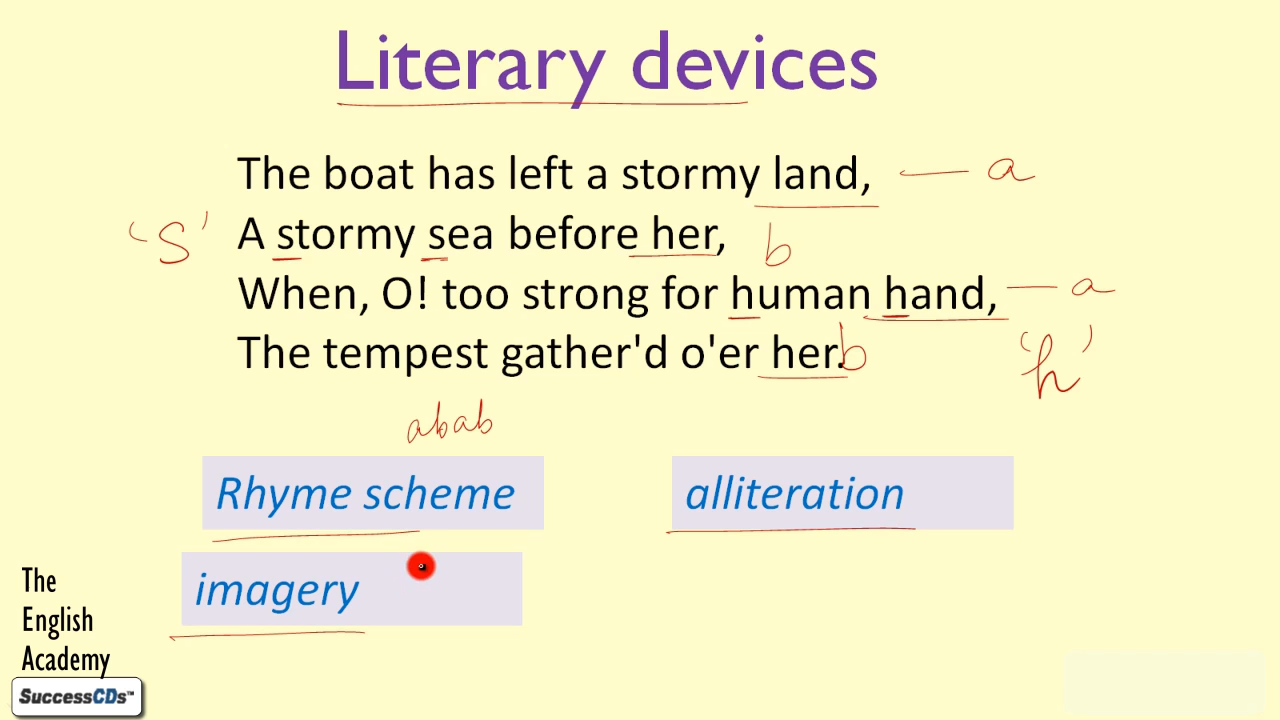 Literary devices
The boat has left a stormy land, — a
's' A stormy sea before her, b
When, O! too strong for human hand, — a
The tempest gather'd o'er her. b 'h'
abab
Rhyme scheme alliteration
imagery
The
English
Academy
SuccessCDs™